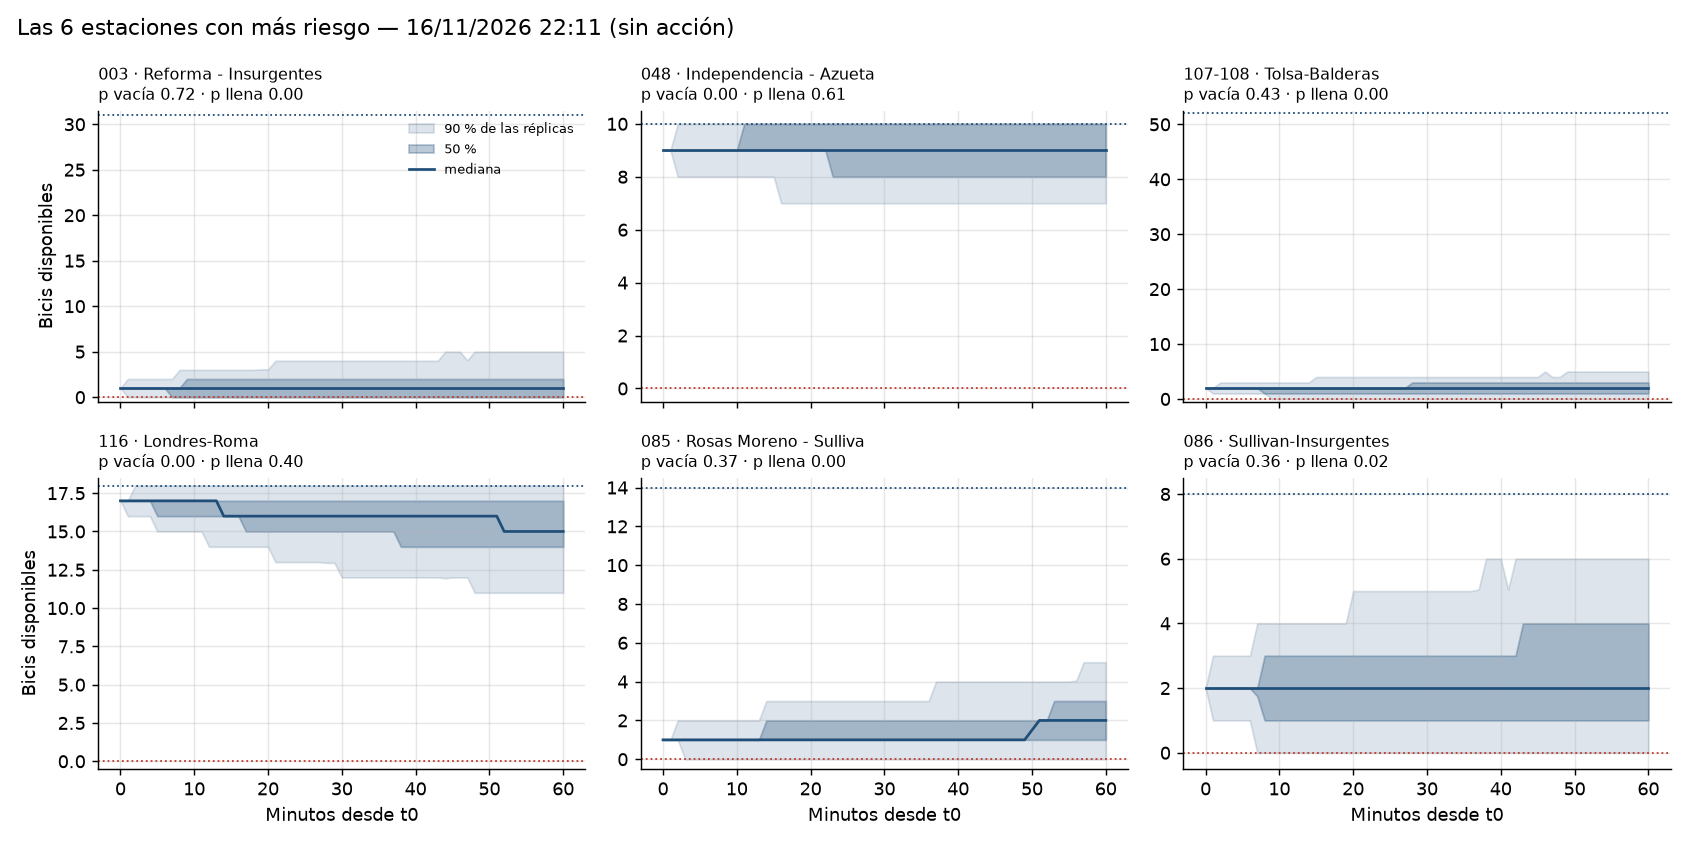 Las 6 estaciones con más riesgo — 16/11/2026 22:11 (sin acción)
003 · Reforma - Insurgentes
p vacía 0.72 · p llena 0.00
90 % de las réplicas
50 %
mediana
30
25
20
15
10
5
0
Bicis disponibles
048 · Independencia - Azueta
p vacía 0.00 · p llena 0.61
10
8
6
4
2
0
107-108 · Tolsa-Balderas
p vacía 0.43 · p llena 0.00
50
40
30
20
10
0
116 · Londres-Roma
p vacía 0.00 · p llena 0.40
17.5
15.0
12.5
10.0
7.5
5.0
2.5
0.0
Bicis disponibles
0 10 20 30 40 50 60
Minutos desde t0
085 · Rosas Moreno - Sulliva
p vacía 0.37 · p llena 0.00
14
12
10
8
6
4
2
0
0 10 20 30 40 50 60
Minutos desde t0
086 · Sullivan-Insurgentes
p vacía 0.36 · p llena 0.02
8
6
4
2
0
0 10 20 30 40 50 60
Minutos desde t0